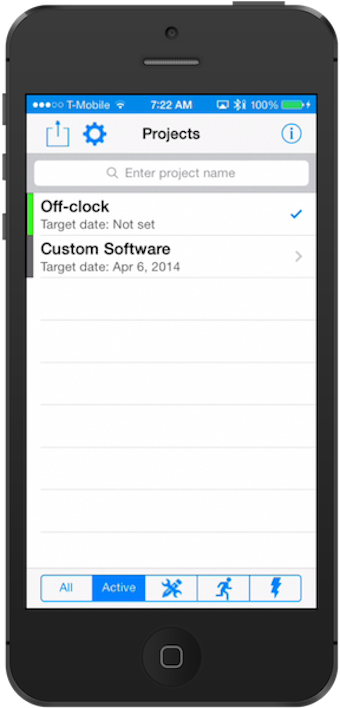 T-Mobile 7:22 AM 100%
Projects
Enter project name
Off-clock
Target date: Not set
Custom Software
Target date: Apr 6, 2014
All Active